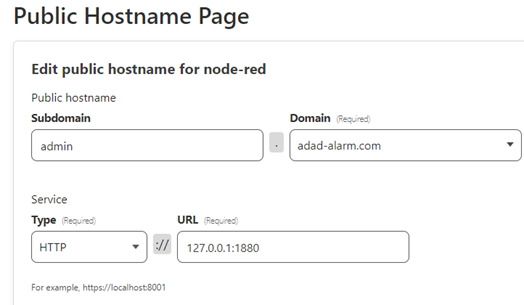 Public Hostname Page
Edit public hostname for node-red
Public hostname
Subdomain Domain (Required)
admin . adad-alarm.com
Service
Type (Required) URL (Required)
HTTP :// 127.0.0.1:1880
For example, https://localhost:8001